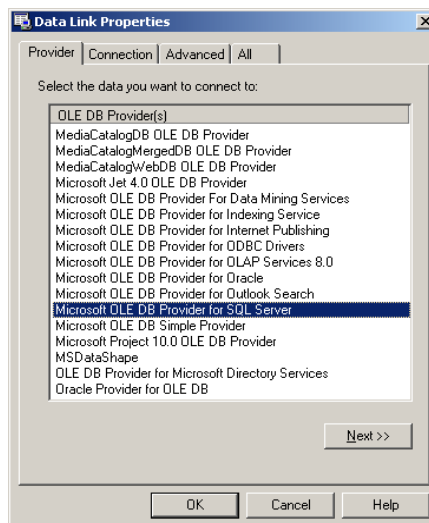 Data Link Properties
Provider Connection Advanced All
Select the data you want to connect to:
OLE DB Provider(s)
MediaCatalogDB OLE DB Provider
MediaCatalogMergedDB OLE DB Provider
MediaCatalogWebDB OLE DB Provider
Microsoft Jet 4.0 OLE DB Provider
Microsoft OLE DB Provider For Data Mining Services
Microsoft OLE DB Provider for Indexing Service
Microsoft OLE DB Provider for Internet Publishing
Microsoft OLE DB Provider for ODBC Drivers
Microsoft OLE DB Provider for OLAP Services 8.0
Microsoft OLE DB Provider for Oracle
Microsoft OLE DB Provider for Outlook Search
Microsoft OLE DB Provider for SQL Server
Microsoft OLE DB Simple Provider
Microsoft Project 10.0 OLE DB Provider
MSDataShape
OLE DB Provider for Microsoft Directory Services
Oracle Provider for OLE DB
Next >>
OK Cancel Help